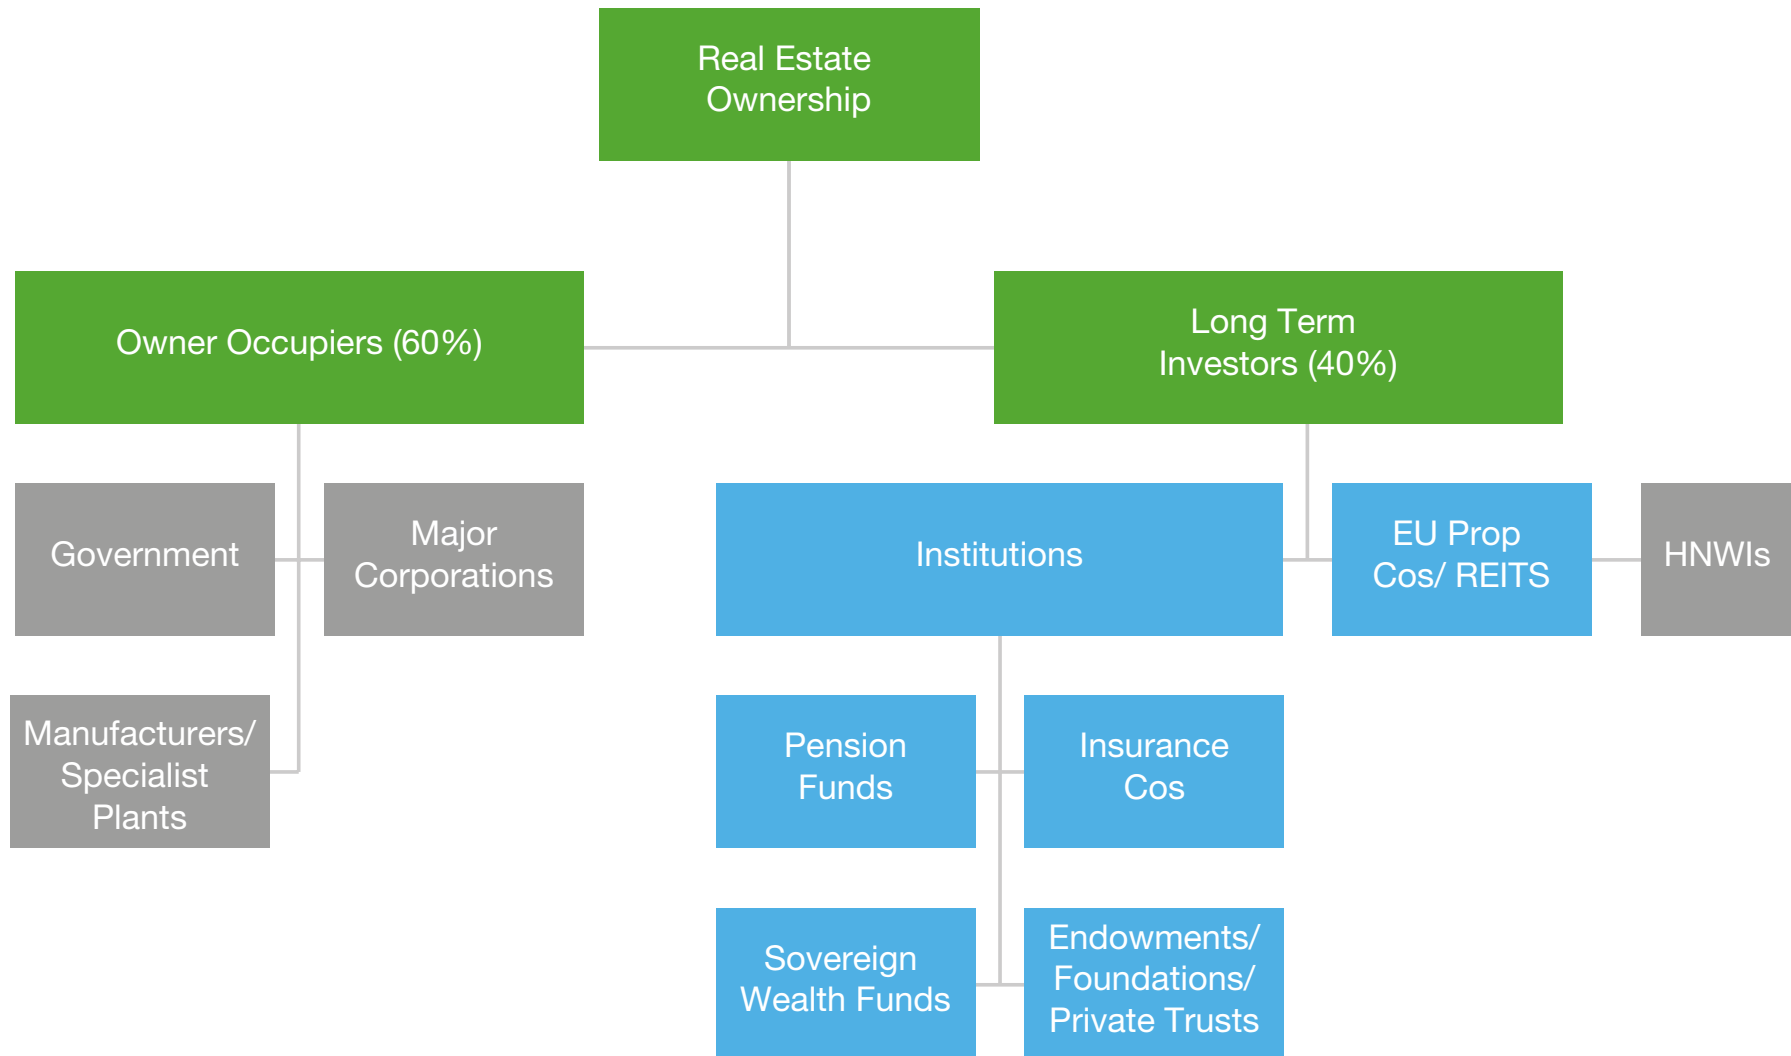 Real Estate
Ownership
Owner Occupiers (60%)
Long Term
Investors (40%)
Government
Major
Corporations
Institutions
EU Prop
Cos/ REITS
HNWIs
Manufacturers/
Specialist
Plants
Pension
Funds
Insurance
Cos
Sovereign
Wealth Funds
Endowments/
Foundations/
Private Trusts